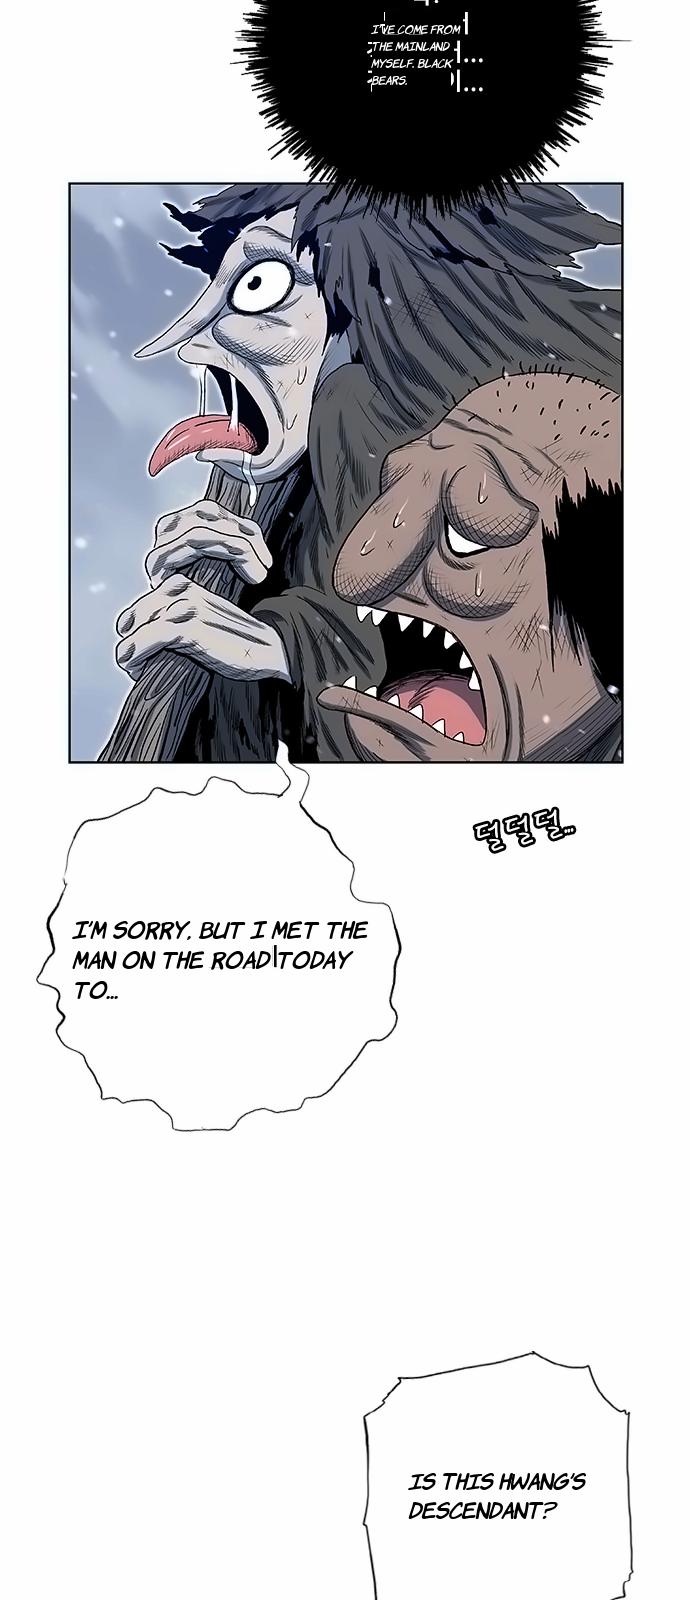 I'VE COME FROM
THE MAINLAND
MYSELF. BLACK
BEARS.
덜덜덜...
I'M SORRY, BUT I MET THE
MAN ON THE ROAD TODAY
TO...
IS THIS HWANG'S
DESCENDANT?